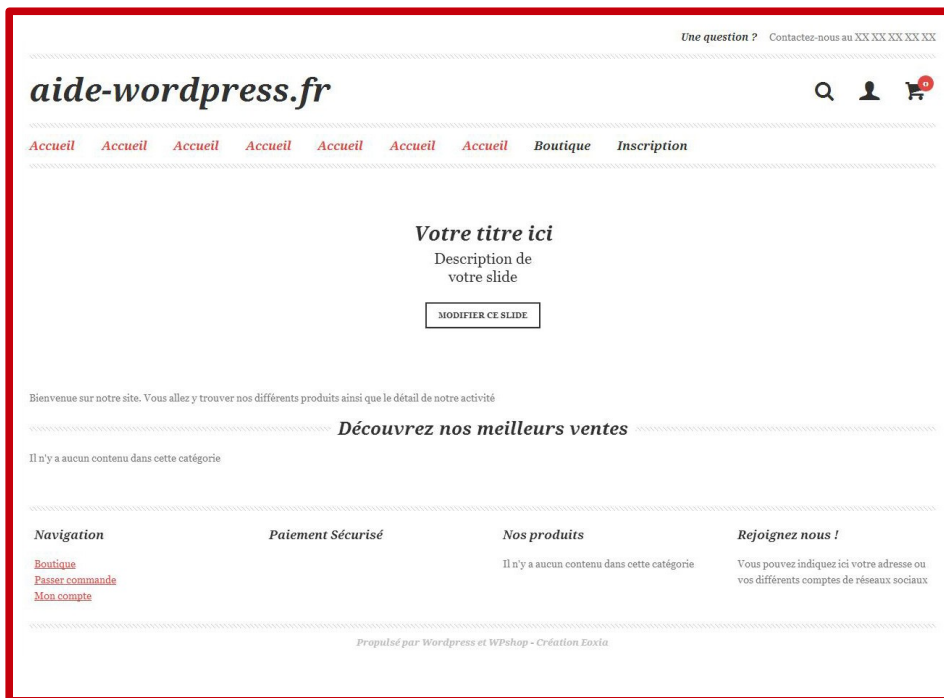 Une question ? Contactez-nous au XX XX XX XX XX
aide-wordpress.fr
0
Accueil Accueil Accueil Accueil Accueil Accueil Accueil Boutique Inscription
Votre titre ici
Description de
votre slide
MODIFIER CE SLIDE
Bienvenue sur notre site. Vous allez y trouver nos différents produits ainsi que le détail de notre activité
Découvrez nos meilleurs ventes
Il n'y a aucun contenu dans cette catégorie
Navigation
Boutique
Passer commande
Mon compte
Paiement Sécurisé
Nos produits
Il n'y a aucun contenu dans cette catégorie
Rejoignez nous !
Vous pouvez indiquez ici votre adresse ou
vos différents comptes de réseaux sociaux
Propulsé par Wordpress et WPshop - Création Eoxia